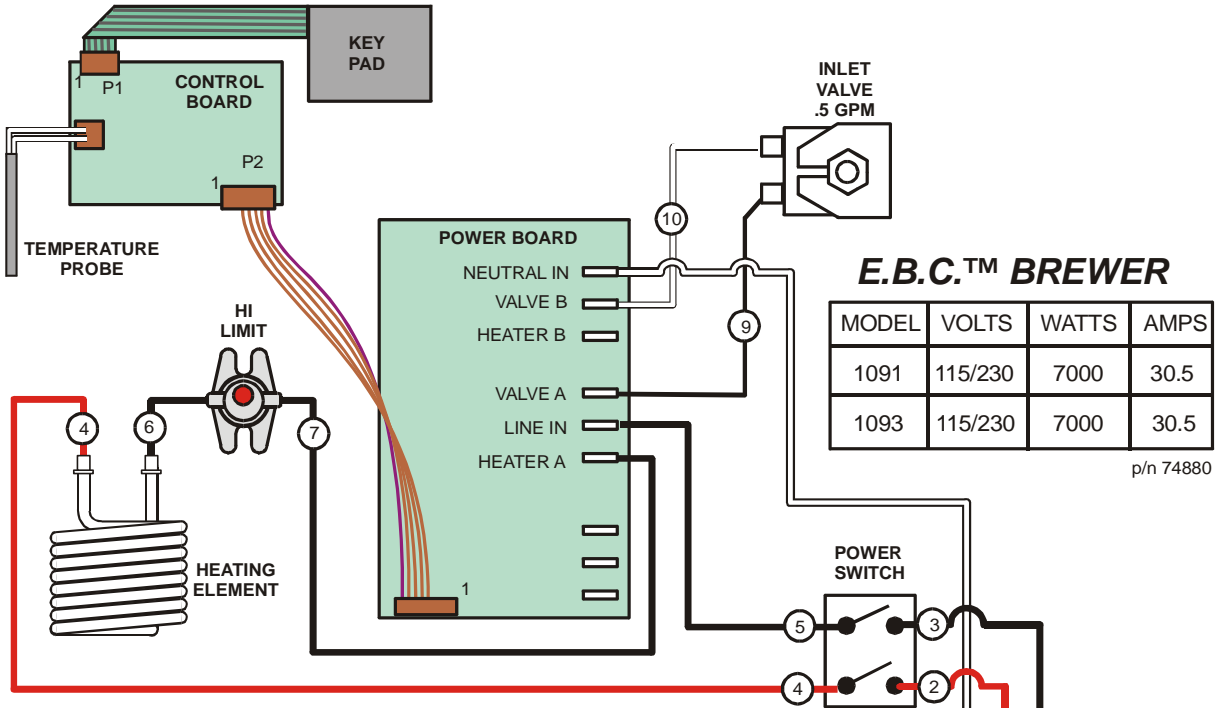 KEY
PAD
1
P1
CONTROL
BOARD
P2
1
TEMPERATURE
PROBE
INLET
VALVE
.5 GPM
10
9
POWER BOARD
NEUTRAL IN
VALVE B
HEATER B
VALVE A
LINE IN
HEATER A
1
E.B.C.™ BREWER
MODEL VOLTS WATTS AMPS
1091 115/230 7000 30.5
1093 115/230 7000 30.5
p/n 74880
HI
LIMIT
4
6
7
HEATING
ELEMENT
POWER
SWITCH
5
3
4
2